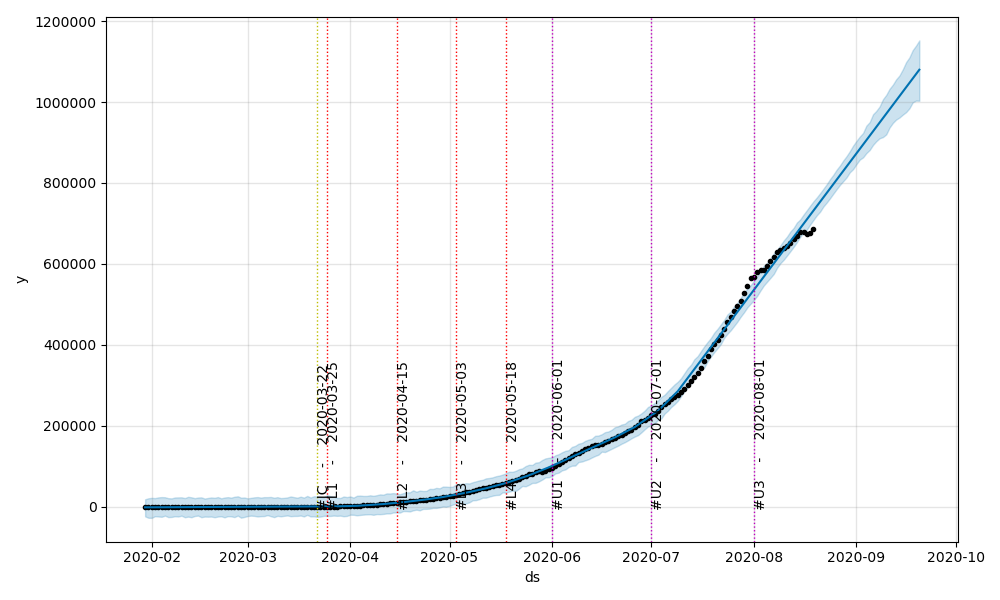 1200000
1000000
800000
600000
400000
200000
0
y
#JC - 2020-03-22
#L1 - 2020-03-25
#L2 - 2020-04-15
#L3 - 2020-05-03
#L4 - 2020-05-18
#U1 - 2020-06-01
#U2 - 2020-07-01
#U3 - 2020-08-01
2020-02 2020-03 2020-04 2020-05 2020-06 2020-07 2020-08 2020-09 2020-10
ds